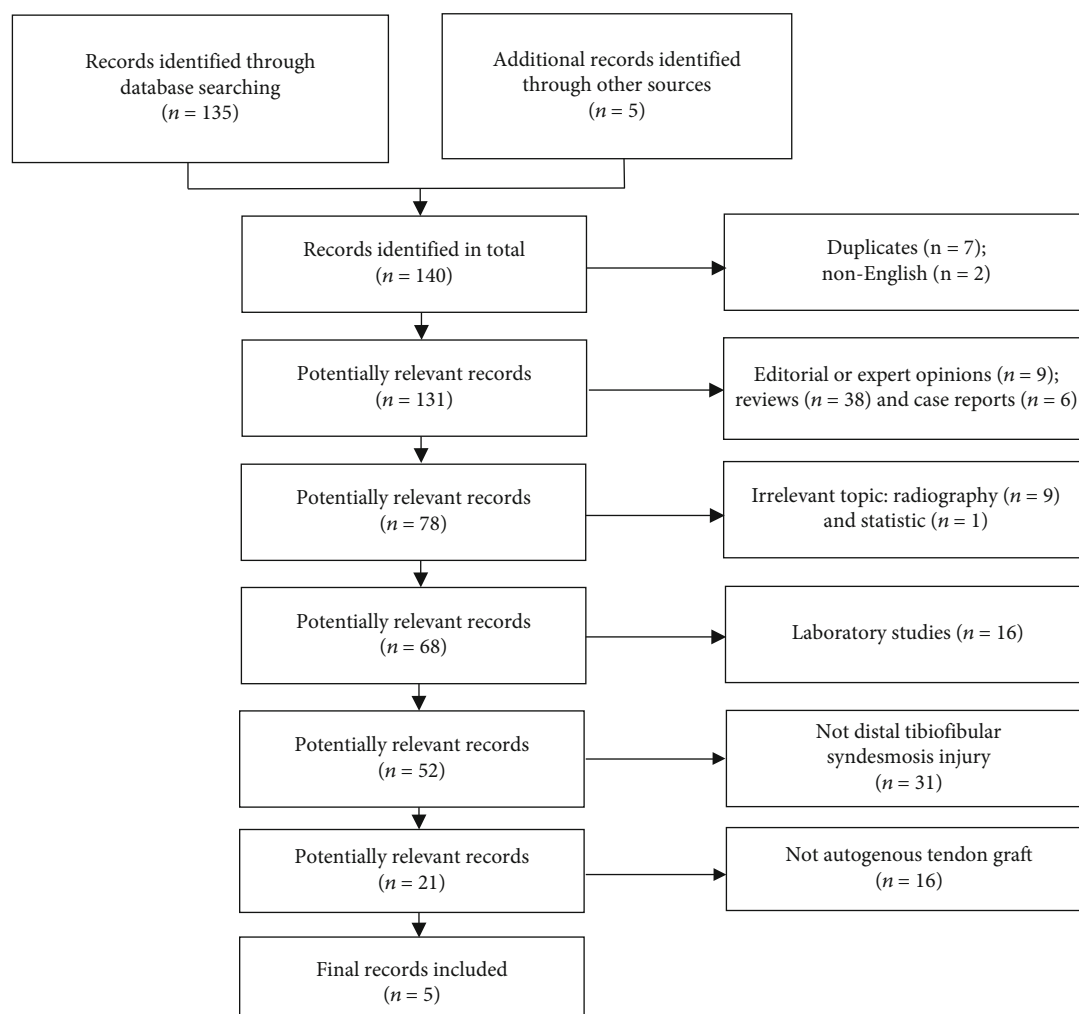 Records identified through
database searching
(n = 135)
Additional records identified
through other sources
(n = 5)
Records identified in total
(n = 140)
Duplicates (n = 7);
non-English (n = 2)
Potentially relevant records
(n = 131)
Editorial or expert opinions (n = 9);
reviews (n = 38) and case reports (n = 6)
Potentially relevant records
(n = 78)
Irrelevant topic: radiography (n = 9)
and statistic (n = 1)
Potentially relevant records
(n = 68)
Laboratory studies (n = 16)
Potentially relevant records
(n = 52)
Not distal tibiofibular
syndesmosis injury
(n = 31)
Potentially relevant records
(n = 21)
Not autogenous tendon graft
(n = 16)
Final records included
(n = 5)